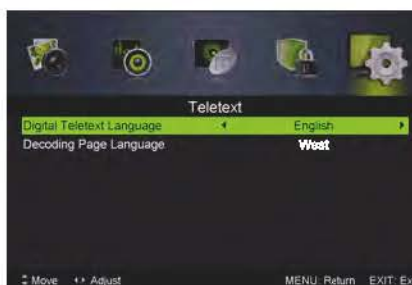 Teletext
Digital Teletext Language English
Decoding Page Language West
Move Adjust MENU: Return EXIT: Ex